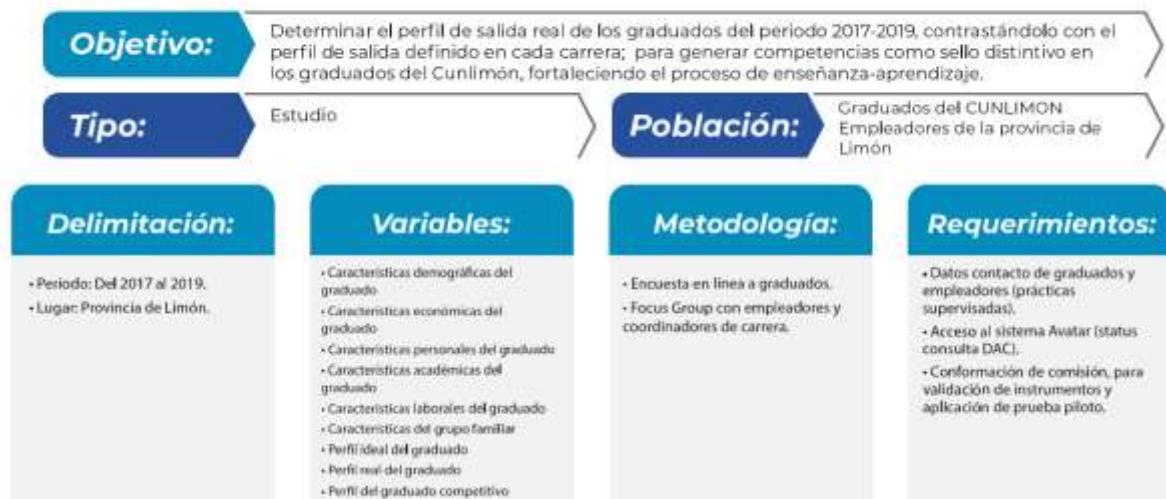 Objetivo:
Determinar el perfil de salida real de los graduados del periodo 2017-2019, contrastándolo con el
perfil de salida definido en cada carrera; para generar competencias como sello distintivo en
los graduados del Cunlimón, fortaleciendo el proceso de enseñanza-aprendizaje.
Tipo:
Estudio
Población:
Graduados del CUNLIMON
Empleadores de la provincia de
Limón
Delimitación:
• Periodo: Del 2017 al 2019.
• Lugar: Provincia de Limón.
Variables:
• Características demográficas del
graduado
• Características económicas del
graduado
• Características personales del graduado
• Características académicas del
graduado
• Características laborales del graduado
• Características del grupo familiar
• Perfil ideal del graduado
• Perfil real del graduado
• Perfil del graduado competitivo
Metodología:
• Encuesta en línea a graduados.
• Focus Group con empleadores y
coordinadores de carrera.
Requerimientos:
• Datos contacto de graduados y
empleadores (prácticas
supervisadas).
• Acceso al sistema Avatar (status
consulta DAC).
• Conformación de comisión, para
validación de instrumentos y
aplicación de prueba piloto.